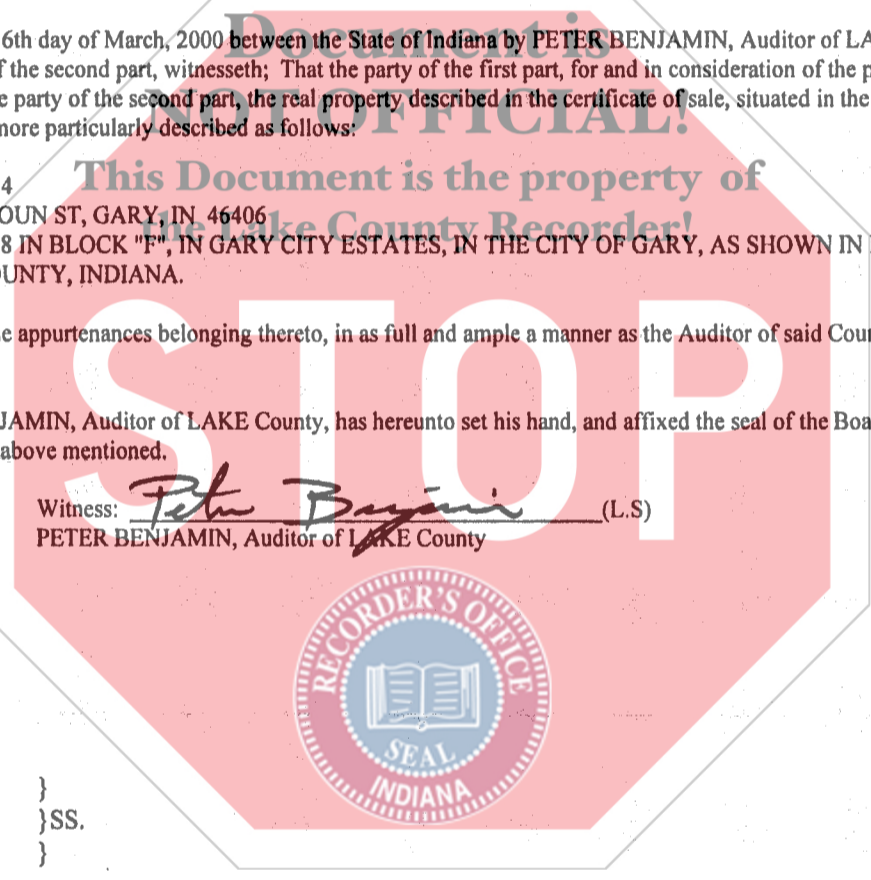 Document is
6th day of March, 2000 between the State of Indiana by PETER BENJAMIN, Auditor of LA
f the second part, witnesseth; That the party of the first part, for and in consideration of the p
e party of the second part, the real property described in the certificate of sale, situated in the
NOT OFFICIAL!
more particularly described as follows:
This Document is the property of
4
OUN ST, GARY, IN 46406
the Lake County Recorder!
8 IN BLOCK "F", IN GARY CITY ESTATES, IN THE CITY OF GARY, AS SHOWN IN
UNTY, INDIANA.
STOP
e appurtenances belonging thereto, in as full and ample a manner as the Auditor of said Cou
JAMIN, Auditor of LAKE County, has hereunto set his hand, and affixed the seal of the Boa
above mentioned.
Witness: Peter Benjamin (L.S)
PETER BENJAMIN, Auditor of LAKE County
RECORDER'S OFFICE
SEAL
INDIANA
}
}SS.
}